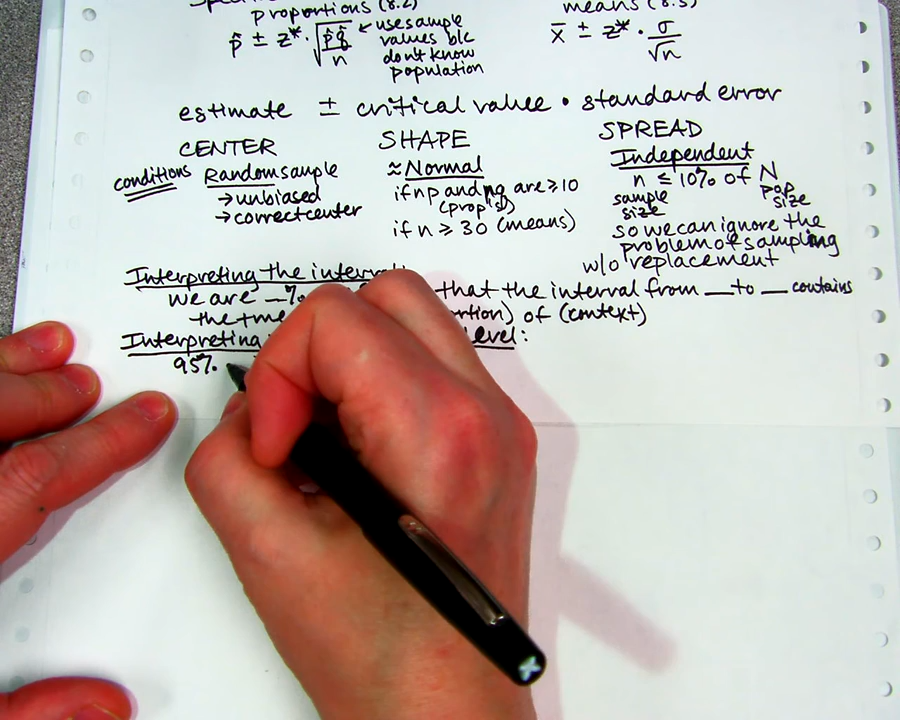 proportions (8.2)
means (8.3)
p̂ ± z* · √p̂q̂/n
← use sample
values b/c
don't know
population
x̄ ± z* · σ/√n
estimate ± critical value • standard error
CENTER
SHAPE
SPREAD
conditions
Random sample
→ unbiased
→ correct center
≈ Normal
if np and nq are ≥ 10
(prop's)
if n ≥ 30 (means)
Independent
n ≤ 10% of N
sample
size
pop
size
so we can ignore the
problem of sampling
w/o replacement
Interpreting the interval
we are __% that the interval from __ to __ contains
the true of (context)
Interpreting level:
95%